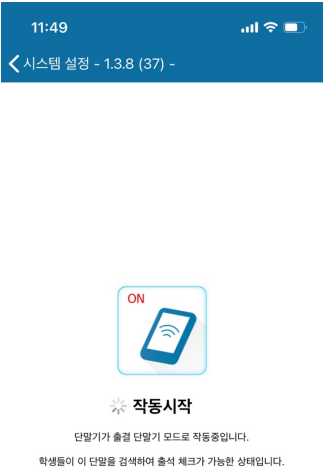 11:49
시스템 설정 - 1.3.8 (37) -
ON
작동시작
단말기가 출결 단말기 모드로 작동중입니다.
학생들이 이 단말을 검색하여 출석 체크가 가능한 상태입니다.